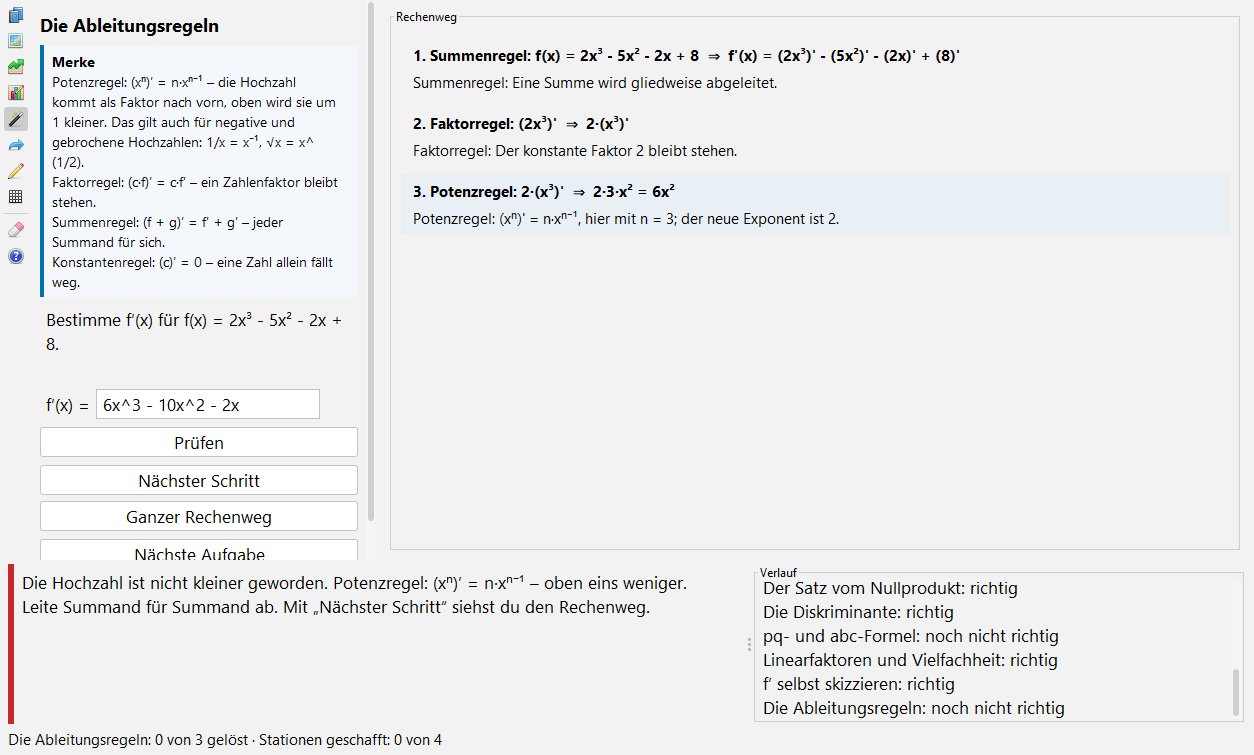 Die Ableitungsregeln
Merke
Potenzregel: (xⁿ)′ = n·xⁿ⁻¹ – die Hochzahl
kommt als Faktor nach vorn, oben wird sie um
1 kleiner. Das gilt auch für negative und
gebrochene Hochzahlen: 1/x = x⁻¹, √x = x^
(1/2).
Faktorregel: (c·f)′ = c·f′ – ein Zahlenfaktor bleibt
stehen.
Summenregel: (f + g)′ = f′ + g′ – jeder
Summand für sich.
Konstantenregel: (c)′ = 0 – eine Zahl allein fällt
weg.
Bestimme f′(x) für f(x) = 2x³ - 5x² - 2x +
8.
f′(x) = 6x^3 - 10x^2 - 2x
Prüfen
Nächster Schritt
Ganzer Rechenweg
Nächste Aufgabe
Rechenweg
1. Summenregel: f(x) = 2x³ - 5x² - 2x + 8 ⇒ f'(x) = (2x³)' - (5x²)' - (2x)' + (8)'
Summenregel: Eine Summe wird gliedweise abgeleitet.
2. Faktorregel: (2x³)' ⇒ 2·(x³)'
Faktorregel: Der konstante Faktor 2 bleibt stehen.
3. Potenzregel: 2·(x³)' ⇒ 2·3·x² = 6x²
Potenzregel: (xⁿ)' = n·xⁿ⁻¹, hier mit n = 3; der neue Exponent ist 2.
Die Hochzahl ist nicht kleiner geworden. Potenzregel: (xⁿ)′ = n·xⁿ⁻¹ – oben eins weniger.
Leite Summand für Summand ab. Mit „Nächster Schritt“ siehst du den Rechenweg.
Verlauf
Der Satz vom Nullprodukt: richtig
Die Diskriminante: richtig
pq- und abc-Formel: noch nicht richtig
Linearfaktoren und Vielfachheit: richtig
f′ selbst skizzieren: richtig
Die Ableitungsregeln: noch nicht richtig
Die Ableitungsregeln: 0 von 3 gelöst · Stationen geschafft: 0 von 4